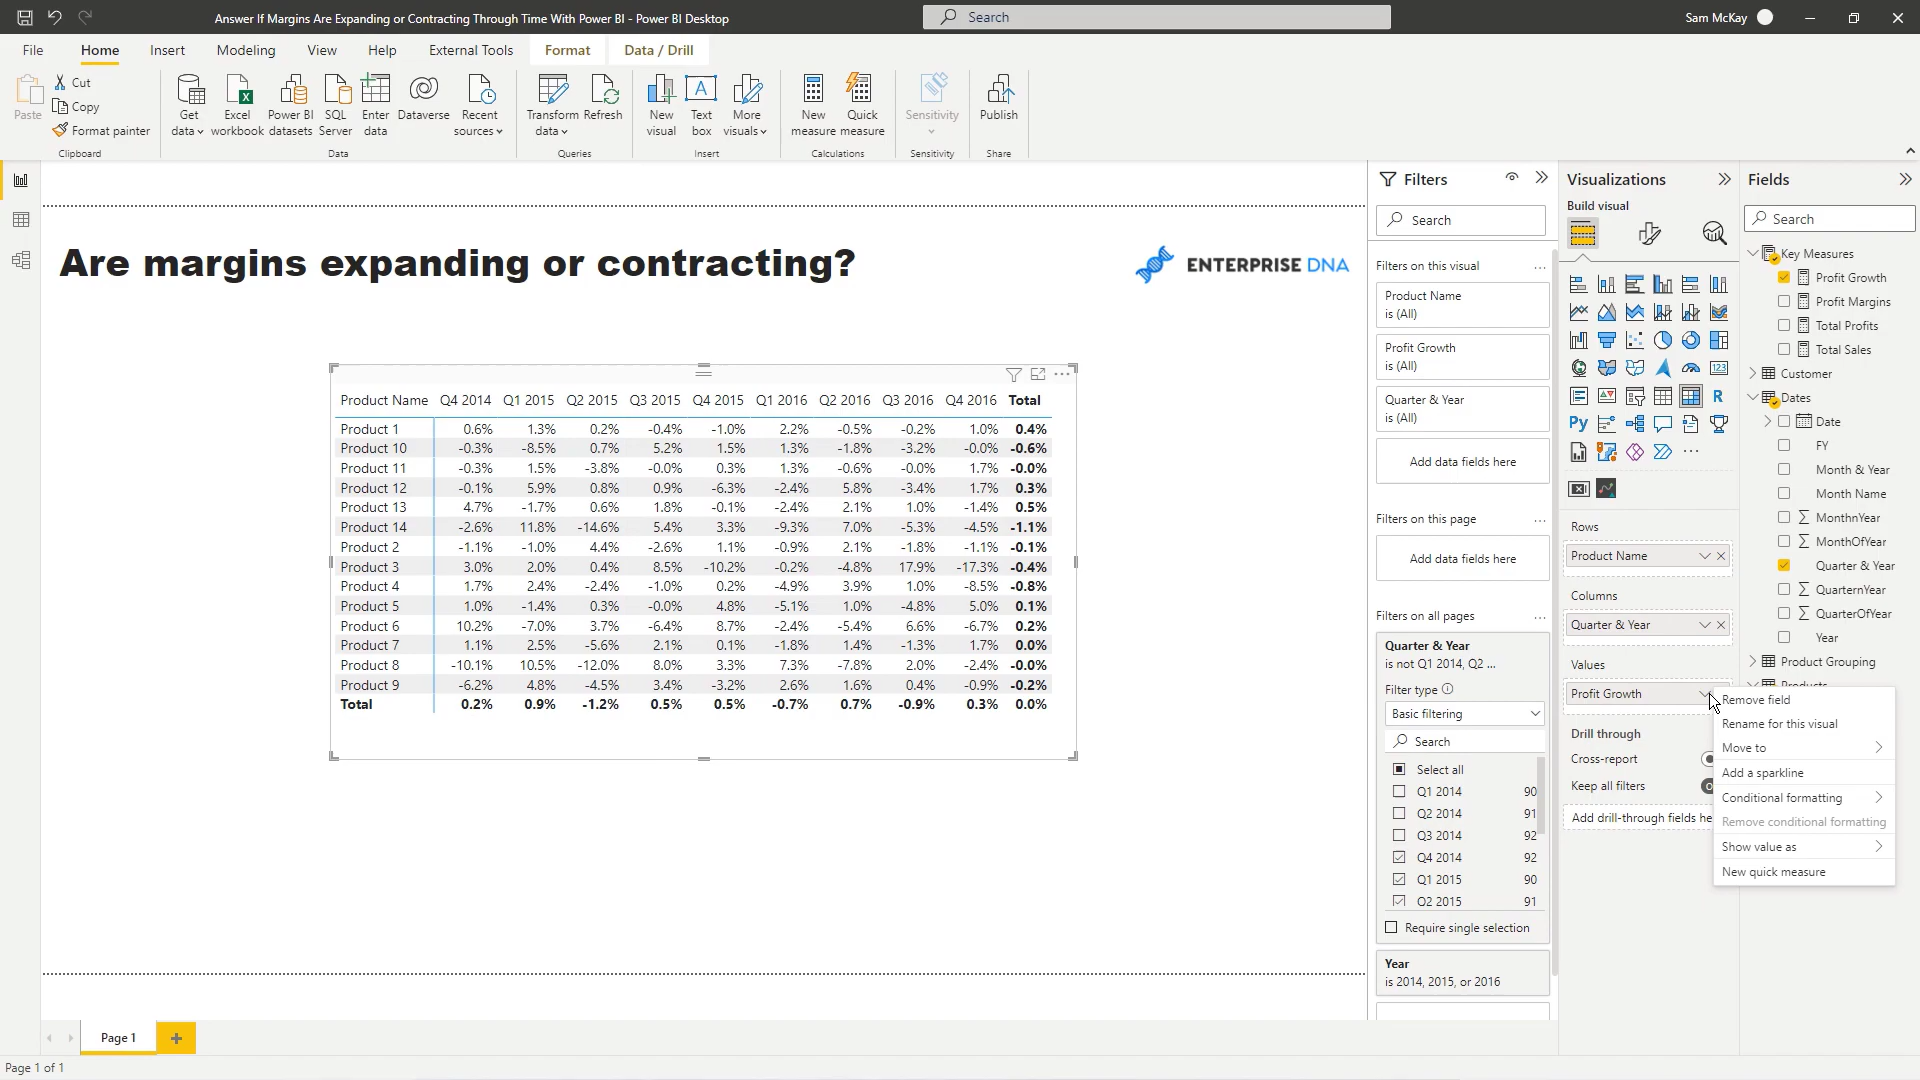 Answer If Margins Are Expanding or Contracting Through Time With Power BI - Power BI Desktop
Search
Sam McKay
File Home Insert Modeling View Help External Tools Format Data / Drill
Paste
Cut
Copy
Format painter
Clipboard
Get data
Excel workbook
Power BI datasets
SQL Server
Enter data
Dataverse
Recent sources
Data
Transform data
Refresh
Queries
New visual
Text box
More visuals
Insert
New measure
Quick measure
Calculations
Sensitivity
Sensitivity
Publish
Share
Are margins expanding or contracting?
ENTERPRISE DNA
Product Name Q4 2014 Q1 2015 Q2 2015 Q3 2015 Q4 2015 Q1 2016 Q2 2016 Q3 2016 Q4 2016 Total
Product 1 0.6% 1.3% 0.2% -0.4% -1.0% 2.2% -0.5% -0.2% 1.0% 0.4%
Product 10 -0.3% -8.5% 0.7% 5.2% 1.5% 1.3% -1.8% -3.2% -0.0% -0.6%
Product 11 -0.3% 1.5% -3.8% -0.0% 0.3% 1.3% -0.6% -0.0% 1.7% -0.0%
Product 12 -0.1% 5.9% 0.8% 0.9% -6.3% -2.4% 5.8% -3.4% 1.7% 0.3%
Product 13 4.7% -1.7% 0.6% 1.8% -0.1% -2.4% 2.1% 1.0% -1.4% 0.5%
Product 14 -2.6% 11.8% -14.6% 5.4% 3.3% -9.3% 7.0% -5.3% -4.5% -1.1%
Product 2 -1.1% -1.0% 4.4% -2.6% 1.1% -0.9% 2.1% -1.8% -1.1% -0.1%
Product 3 3.0% 2.0% 0.4% 8.5% -10.2% -0.2% -4.8% 17.9% -17.3% -0.4%
Product 4 1.7% 2.4% -2.4% -1.0% 0.2% -4.9% 3.9% 1.0% -8.5% -0.8%
Product 5 1.0% -1.4% 0.3% -0.0% 4.8% -5.1% 1.0% -4.8% 5.0% 0.1%
Product 6 10.2% -7.0% 3.7% -6.4% 8.7% -2.4% -5.4% 6.6% -6.7% 0.2%
Product 7 1.1% 2.5% -5.6% 2.1% 0.1% -1.8% 1.4% -1.3% 1.7% 0.0%
Product 8 -10.1% 10.5% -12.0% 8.0% 3.3% 7.3% -7.8% 2.0% -2.4% -0.0%
Product 9 -6.2% 4.8% -4.5% 3.4% -3.2% 2.6% 1.6% 0.4% -0.9% -0.2%
Total 0.2% 0.9% -1.2% 0.5% 0.5% -0.7% 0.7% -0.9% 0.3% 0.0%
Filters
Search
Filters on this visual ...
Product Name
is (All)
Profit Growth
is (All)
Quarter & Year
is (All)
Add data fields here
Filters on this page ...
Add data fields here
Filters on all pages ...
Quarter & Year
is not Q1 2014, Q2 ...
Filter type
Basic filtering
Search
Select all
Q1 2014 90
Q2 2014 91
Q3 2014 92
Q4 2014 92
Q1 2015 90
Q2 2015 91
Require single selection
Year
is 2014, 2015, or 2016
Visualizations
Build visual
123
R
Py
...
Rows
Product Name
Columns
Quarter & Year
Values
Profit Growth
Drill through
Cross-report
Keep all filters
Add drill-through fields he
Remove field
Rename for this visual
Move to
Add a sparkline
Conditional formatting
Remove conditional formatting
Show value as
New quick measure
Fields
Search
Key Measures
Profit Growth
Profit Margins
Total Profits
Total Sales
Customer
Dates
Date
FY
Month & Year
Month Name
MonthnYear
MonthOfYear
Quarter & Year
QuarternYear
QuarterOfYear
Year
Product Grouping
Products
Page 1
Page 1 of 1